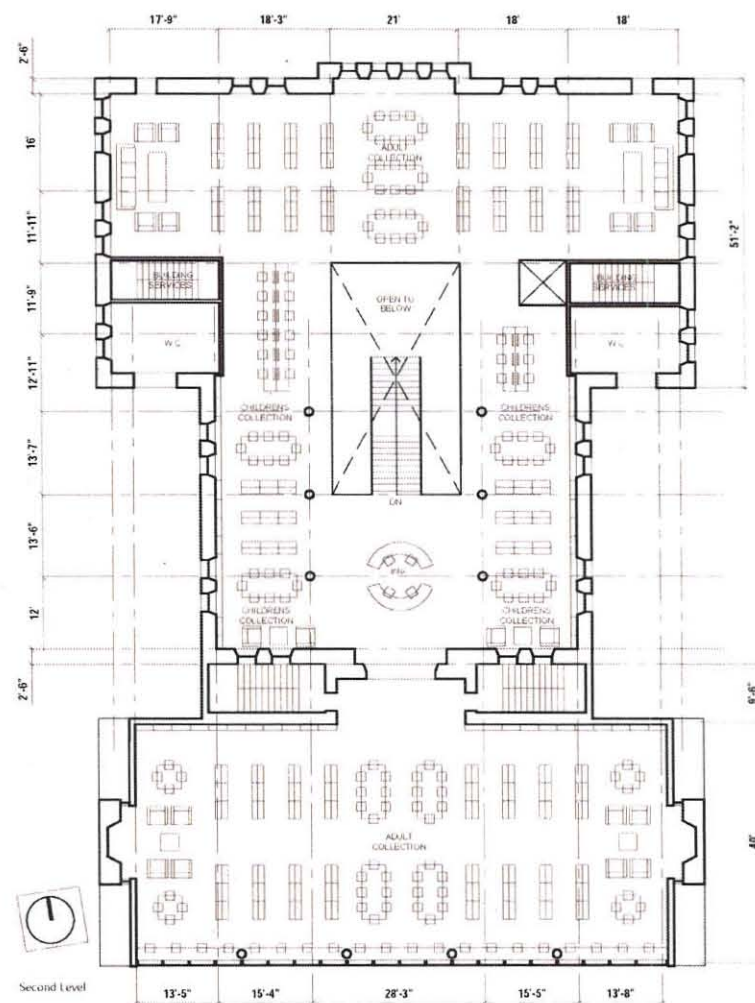 17'-9" 18'-3" 21' 18' 18'
2'-6"
16'
11'-11"
11'-9"
12'-11"
13'-7"
13'-6"
12'
2'-6"
51'-2"
9'-6"
40'
ADULT
COLLECTION
BUILDING
SERVICES
OPEN TO
BELOW
BUILDING
SERVICES
W.C.
W.C.
CHILDRENS
COLLECTION
CHILDRENS
COLLECTION
DN
INF
CHILDRENS
COLLECTION
CHILDRENS
COLLECTION
ADULT
COLLECTION
Second Level
13'-5" 15'-4" 28'-3" 15'-5" 13'-8"